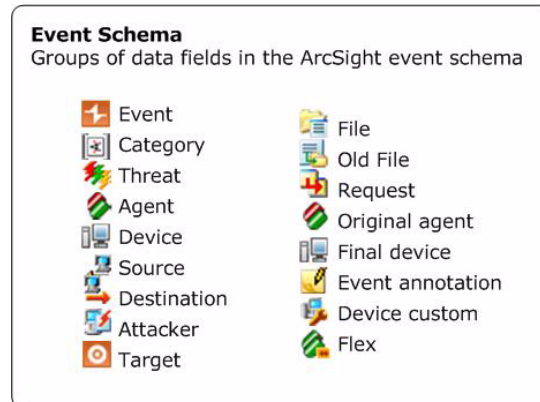 Event Schema
Groups of data fields in the ArcSight event schema
Event
Category
Threat
Agent
Device
Source
Destination
Attacker
Target
File
Old File
Request
Original agent
Final device
Event annotation
Device custom
Flex